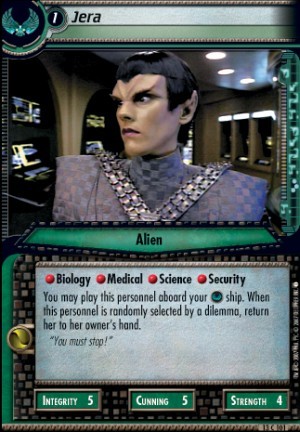 1 Jera
Alien
Biology Medical Science Security
You may play this personnel aboard your ship. When
this personnel is randomly selected by a dilemma, return
her to her owner's hand.
"You must stop!"
INTEGRITY 5 CUNNING 5 STRENGTH 4